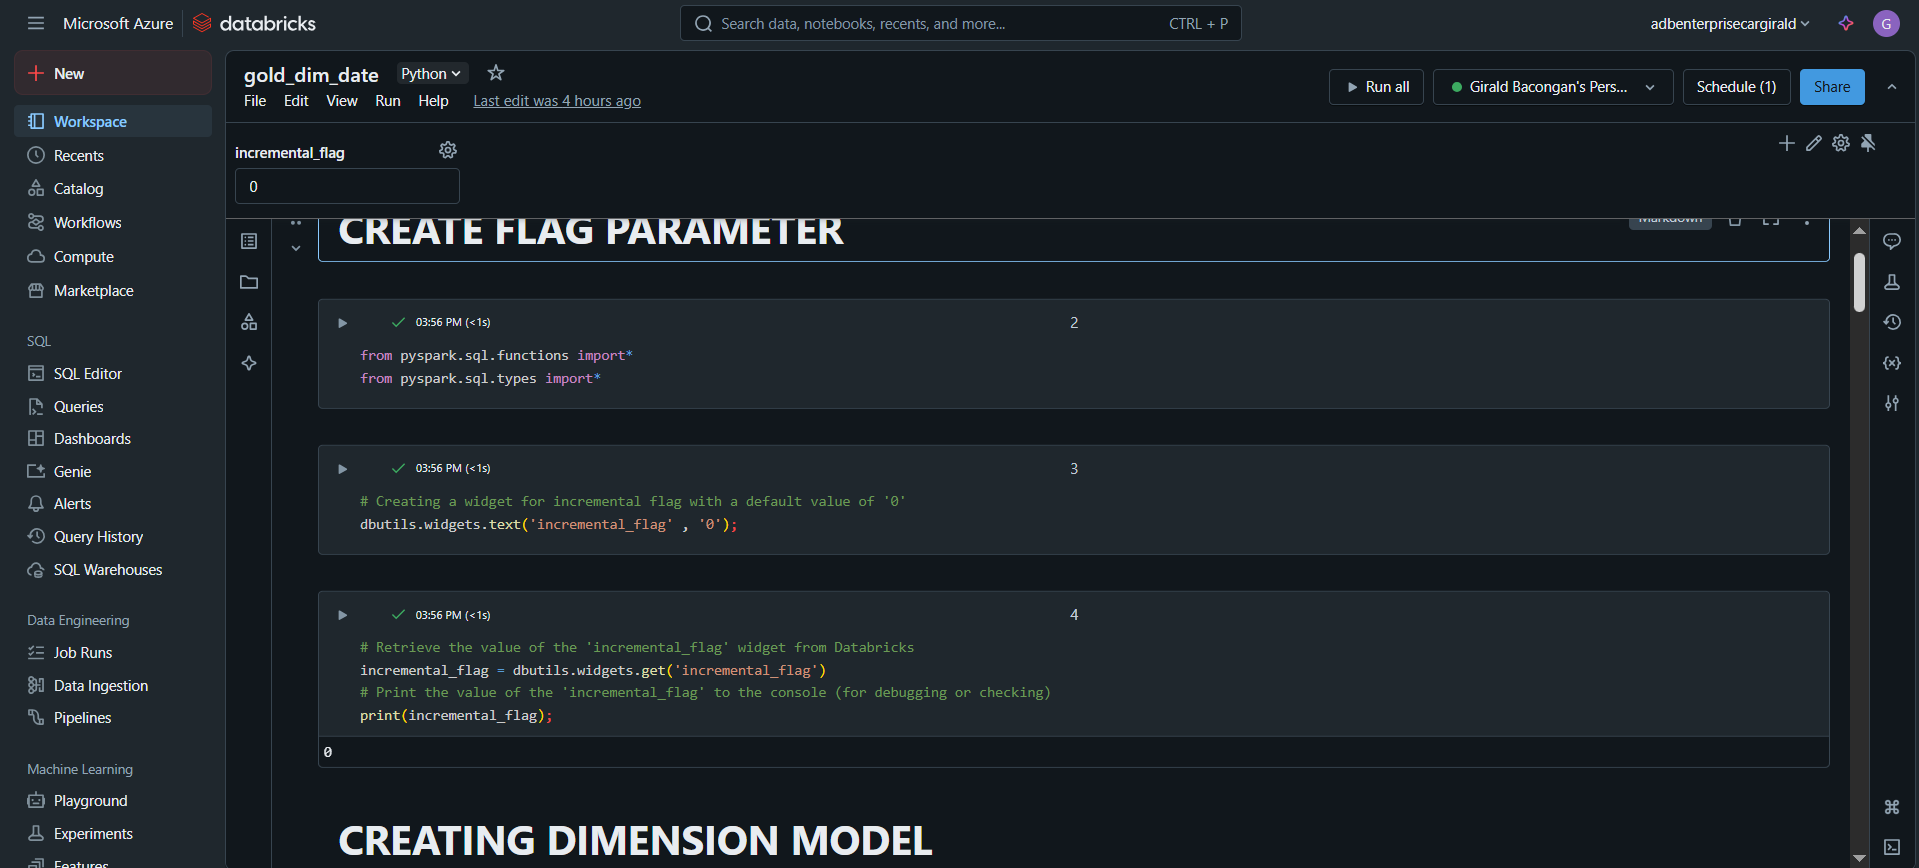 Microsoft Azure databricks
Search data, notebooks, recents, and more... CTRL + P
adbenterprisecargirald
G
New
Workspace
Recents
Catalog
Workflows
Compute
Marketplace
SQL
SQL Editor
Queries
Dashboards
Genie
Alerts
Query History
SQL Warehouses
Data Engineering
Job Runs
Data Ingestion
Pipelines
Machine Learning
Playground
Experiments
Features
gold_dim_date Python
File Edit View Run Help Last edit was 4 hours ago
Run all Girald Bacongan's Pers... Schedule (1) Share
incremental_flag
0
CREATE FLAG PARAMETER
Markdown
03:56 PM (<1s) 2
from pyspark.sql.functions import*
from pyspark.sql.types import*
03:56 PM (<1s) 3
# Creating a widget for incremental flag with a default value of '0'
dbutils.widgets.text('incremental_flag' , '0');
03:56 PM (<1s) 4
# Retrieve the value of the 'incremental_flag' widget from Databricks
incremental_flag = dbutils.widgets.get('incremental_flag')
# Print the value of the 'incremental_flag' to the console (for debugging or checking)
print(incremental_flag);
0
CREATING DIMENSION MODEL